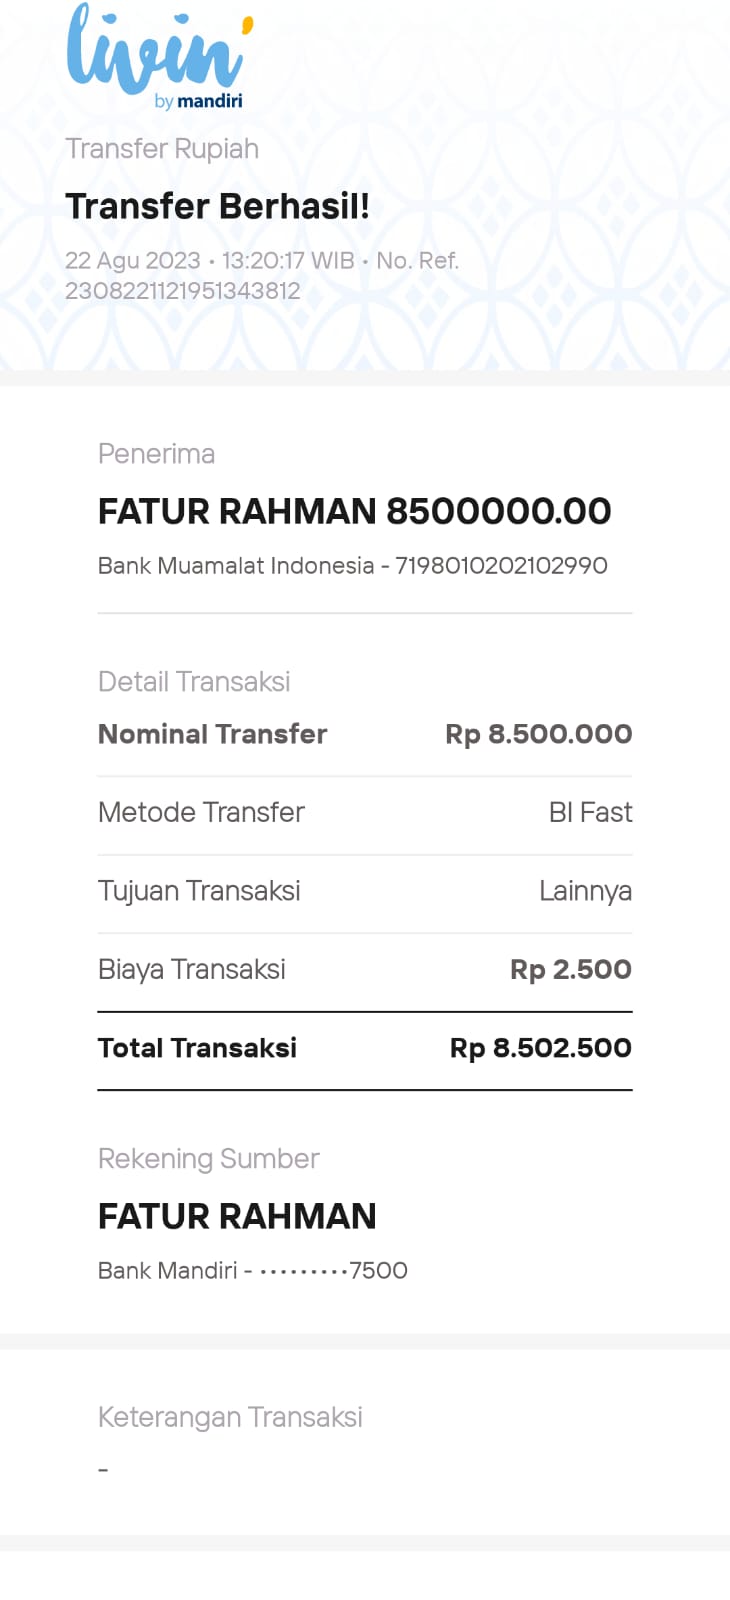 livin'
by mandiri
Transfer Rupiah
Transfer Berhasil!
22 Agu 2023 • 13:20:17 WIB • No. Ref.
2308221121951343812
Penerima
FATUR RAHMAN 8500000.00
Bank Muamalat Indonesia - 7198010202102990
Detail Transaksi
Nominal Transfer Rp 8.500.000
Metode Transfer BI Fast
Tujuan Transaksi Lainnya
Biaya Transaksi Rp 2.500
Total Transaksi Rp 8.502.500
Rekening Sumber
FATUR RAHMAN
Bank Mandiri - •••••••••7500
Keterangan Transaksi
-